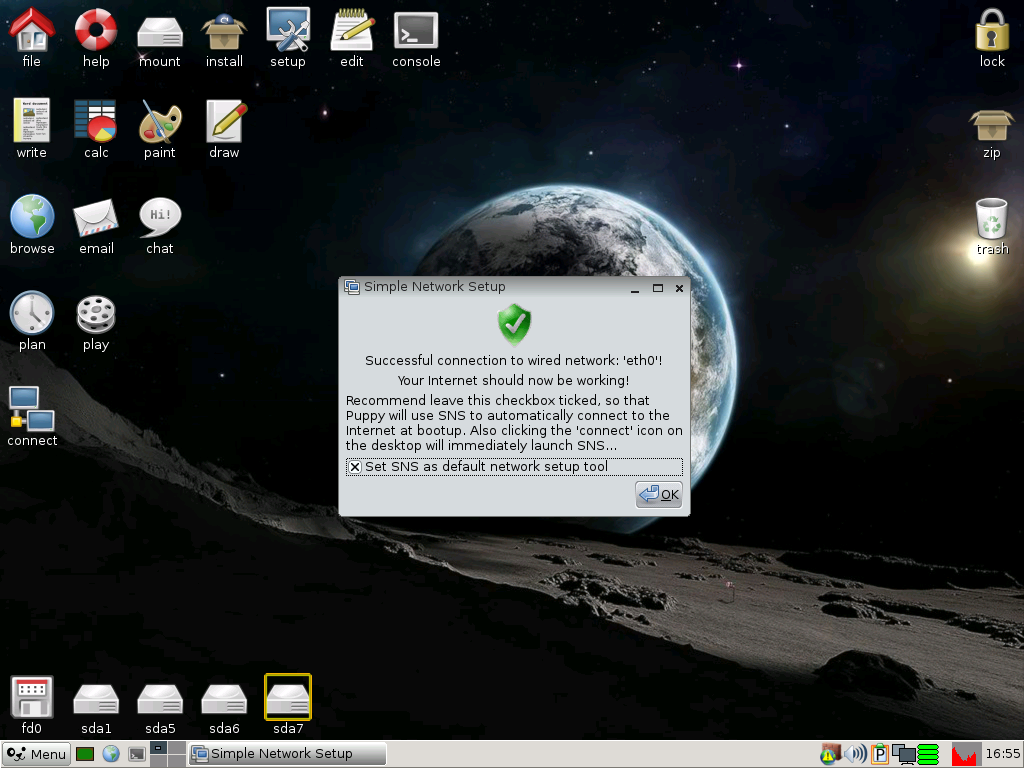 file
help
mount
install
setup
edit
console
lock
write
calc
paint
draw
zip
browse
email
Hi!
chat
trash
plan
play
connect
Simple Network Setup
Successful connection to wired network: 'eth0'!
Your Internet should now be working!
Recommend leave this checkbox ticked, so that
Puppy will use SNS to automatically connect to the
Internet at bootup. Also clicking the 'connect' icon on
the desktop will immediately launch SNS...
Set SNS as default network setup tool
OK
fd0
sda1
sda5
sda6
sda7
Menu
Simple Network Setup
P
16:55